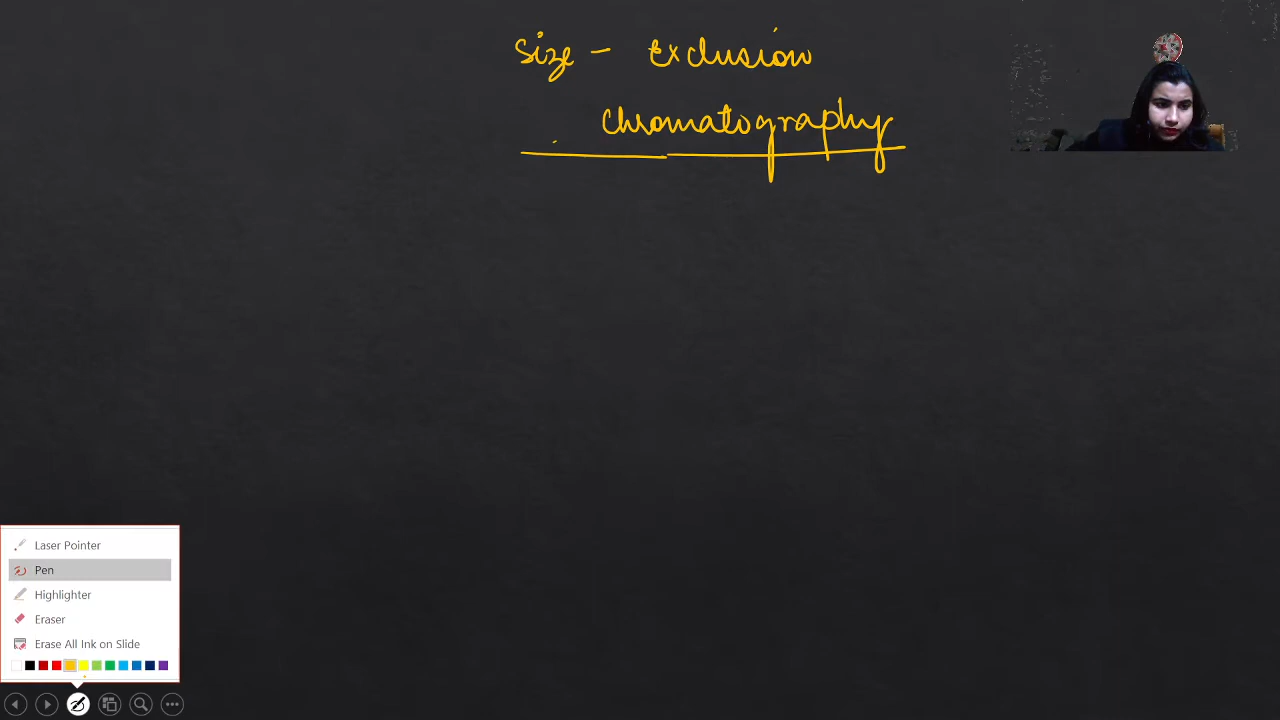 Size - Exclusion
chromatography
Laser Pointer
Pen
Highlighter
Eraser
Erase All Ink on Slide